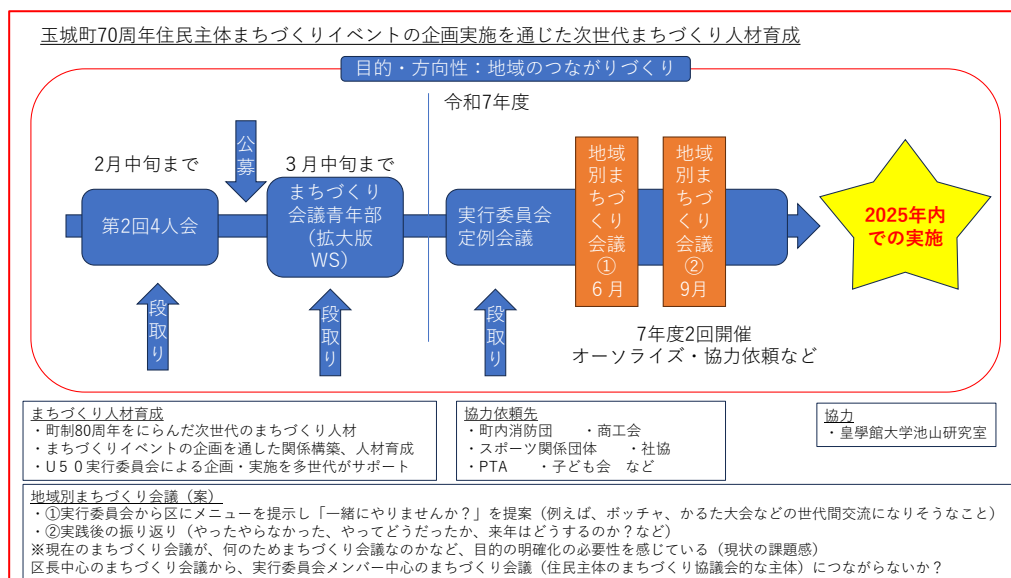 玉城町70周年住民主体まちづくりイベントの企画実施を通じた次世代まちづくり人材育成
目的・方向性：地域のつながりづくり
令和7年度
2月中旬まで
公募
３月中旬まで
第2回4人会
まちづくり
会議青年部
（拡大版
WS）
実行委員会
定例会議
地域別まちづくり会議①６月
地域別まちづくり会議②9月
2025年内
での実施
段取り
段取り
段取り
7年度2回開催
オーソライズ・協力依頼など
まちづくり人材育成
・町制80周年をにらんだ次世代のまちづくり人材
・まちづくりイベントの企画を通した関係構築、人材育成
・U５０実行委員会による企画・実施を多世代がサポート
協力依頼先
・町内消防団　・商工会
・スポーツ関係団体　・社協
・PTA　・子ども会　など
協力
・皇學館大学池山研究室
地域別まちづくり会議（案）
・①実行委員会から区にメニューを提示し「一緒にやりませんか？」を提案（例えば、ボッチャ、かるた大会などの世代間交流になりそうなこと）
・②実践後の振り返り（やったやらなかった、やってどうだったか、来年はどうするのか？など）
※現在のまちづくり会議が、何のためまちづくり会議なのかなど、目的の明確化の必要性を感じている（現状の課題感）
区長中心のまちづくり会議から、実行委員会メンバー中心のまちづくり会議（住民主体のまちづくり協議会的な主体）につながらないか？